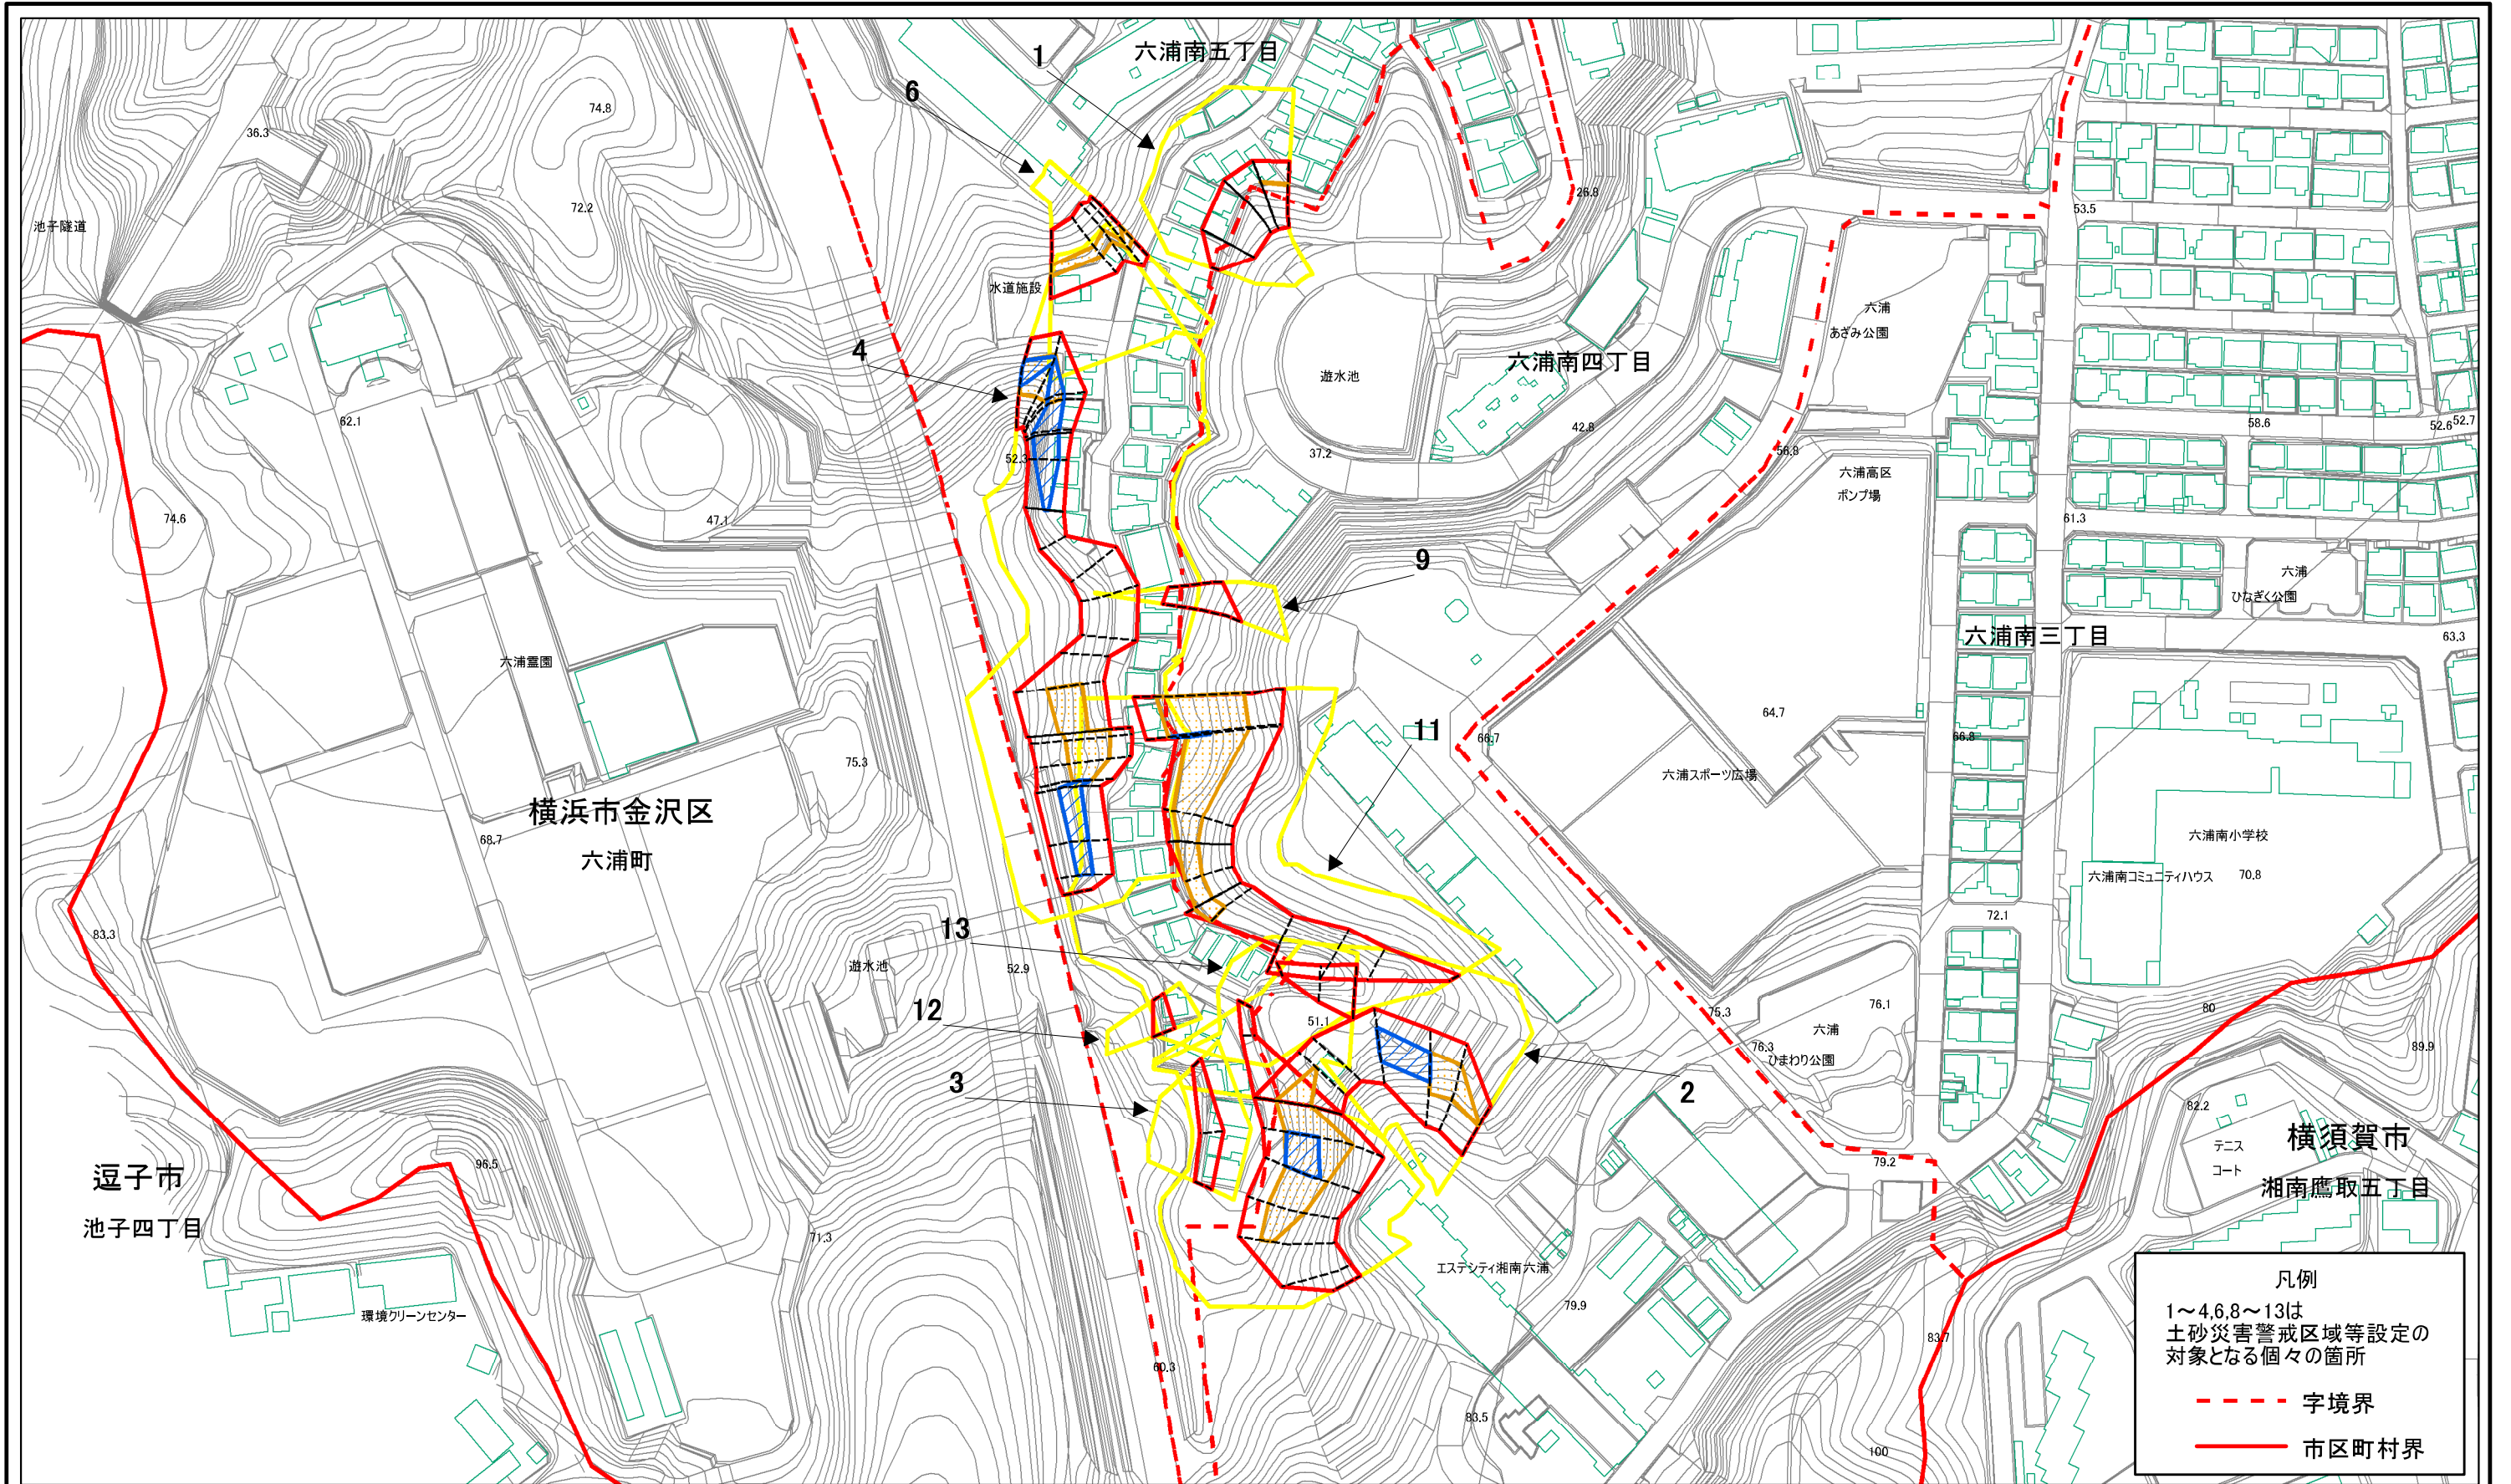 1
六浦南五丁目
6
74.8
36.3
26.8
72.2
53.5
池子隧道
水道施設
六浦
あざみ公園
4
遊水池
六浦南四丁目
62.1
42.8
58.6
52.6
52.7
52.3
37.2
56.8
六浦高区
ポンプ場
74.6
47.1
61.3
9
六浦
ひなぎく公園
六浦南三丁目
63.3
六浦霊園
64.7
11
66.7
66.8
75.3
六浦スポーツ広場
横浜市金沢区
六浦町
68.7
六浦南小学校
六浦南コミュニティハウス
70.8
72.1
13
83.3
遊水池
52.9
12
51.1
75.3
76.1
六浦
76.3
ひまわり公園
80
89.9
3
2
82.2
テニス
コート
横須賀市
湘南鷹取五丁目
逗子市
池子四丁目
96.5
79.2
71.3
エステシティ湘南六浦
79.9
環境クリーンセンター
60.3
83.7
83.5
100
凡例
1～4,6,8～13は
土砂災害警戒区域等設定の
対象となる個々の箇所
字境界
市区町村界